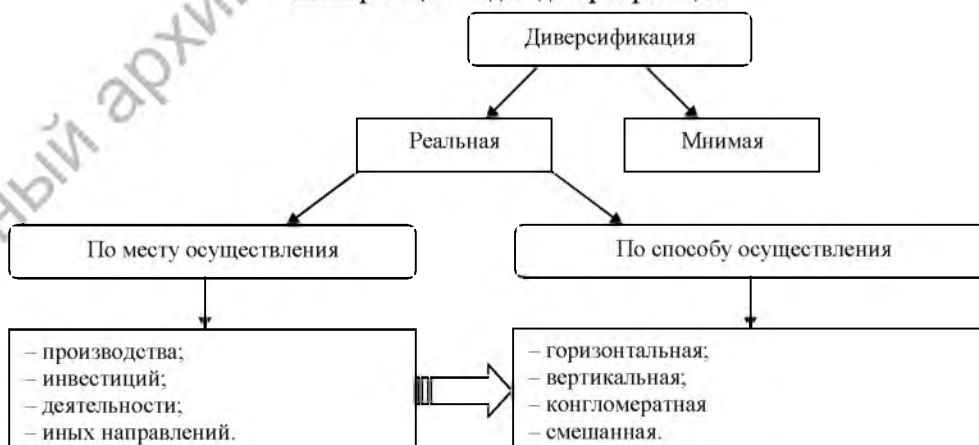 Диверсификация
Реальная
Мнимая
По месту осуществления
По способу осуществления
– производства;
– инвестиций;
– деятельности;
– иных направлений.
– горизонтальная;
– вертикальная;
– конгломератная
– смешанная.